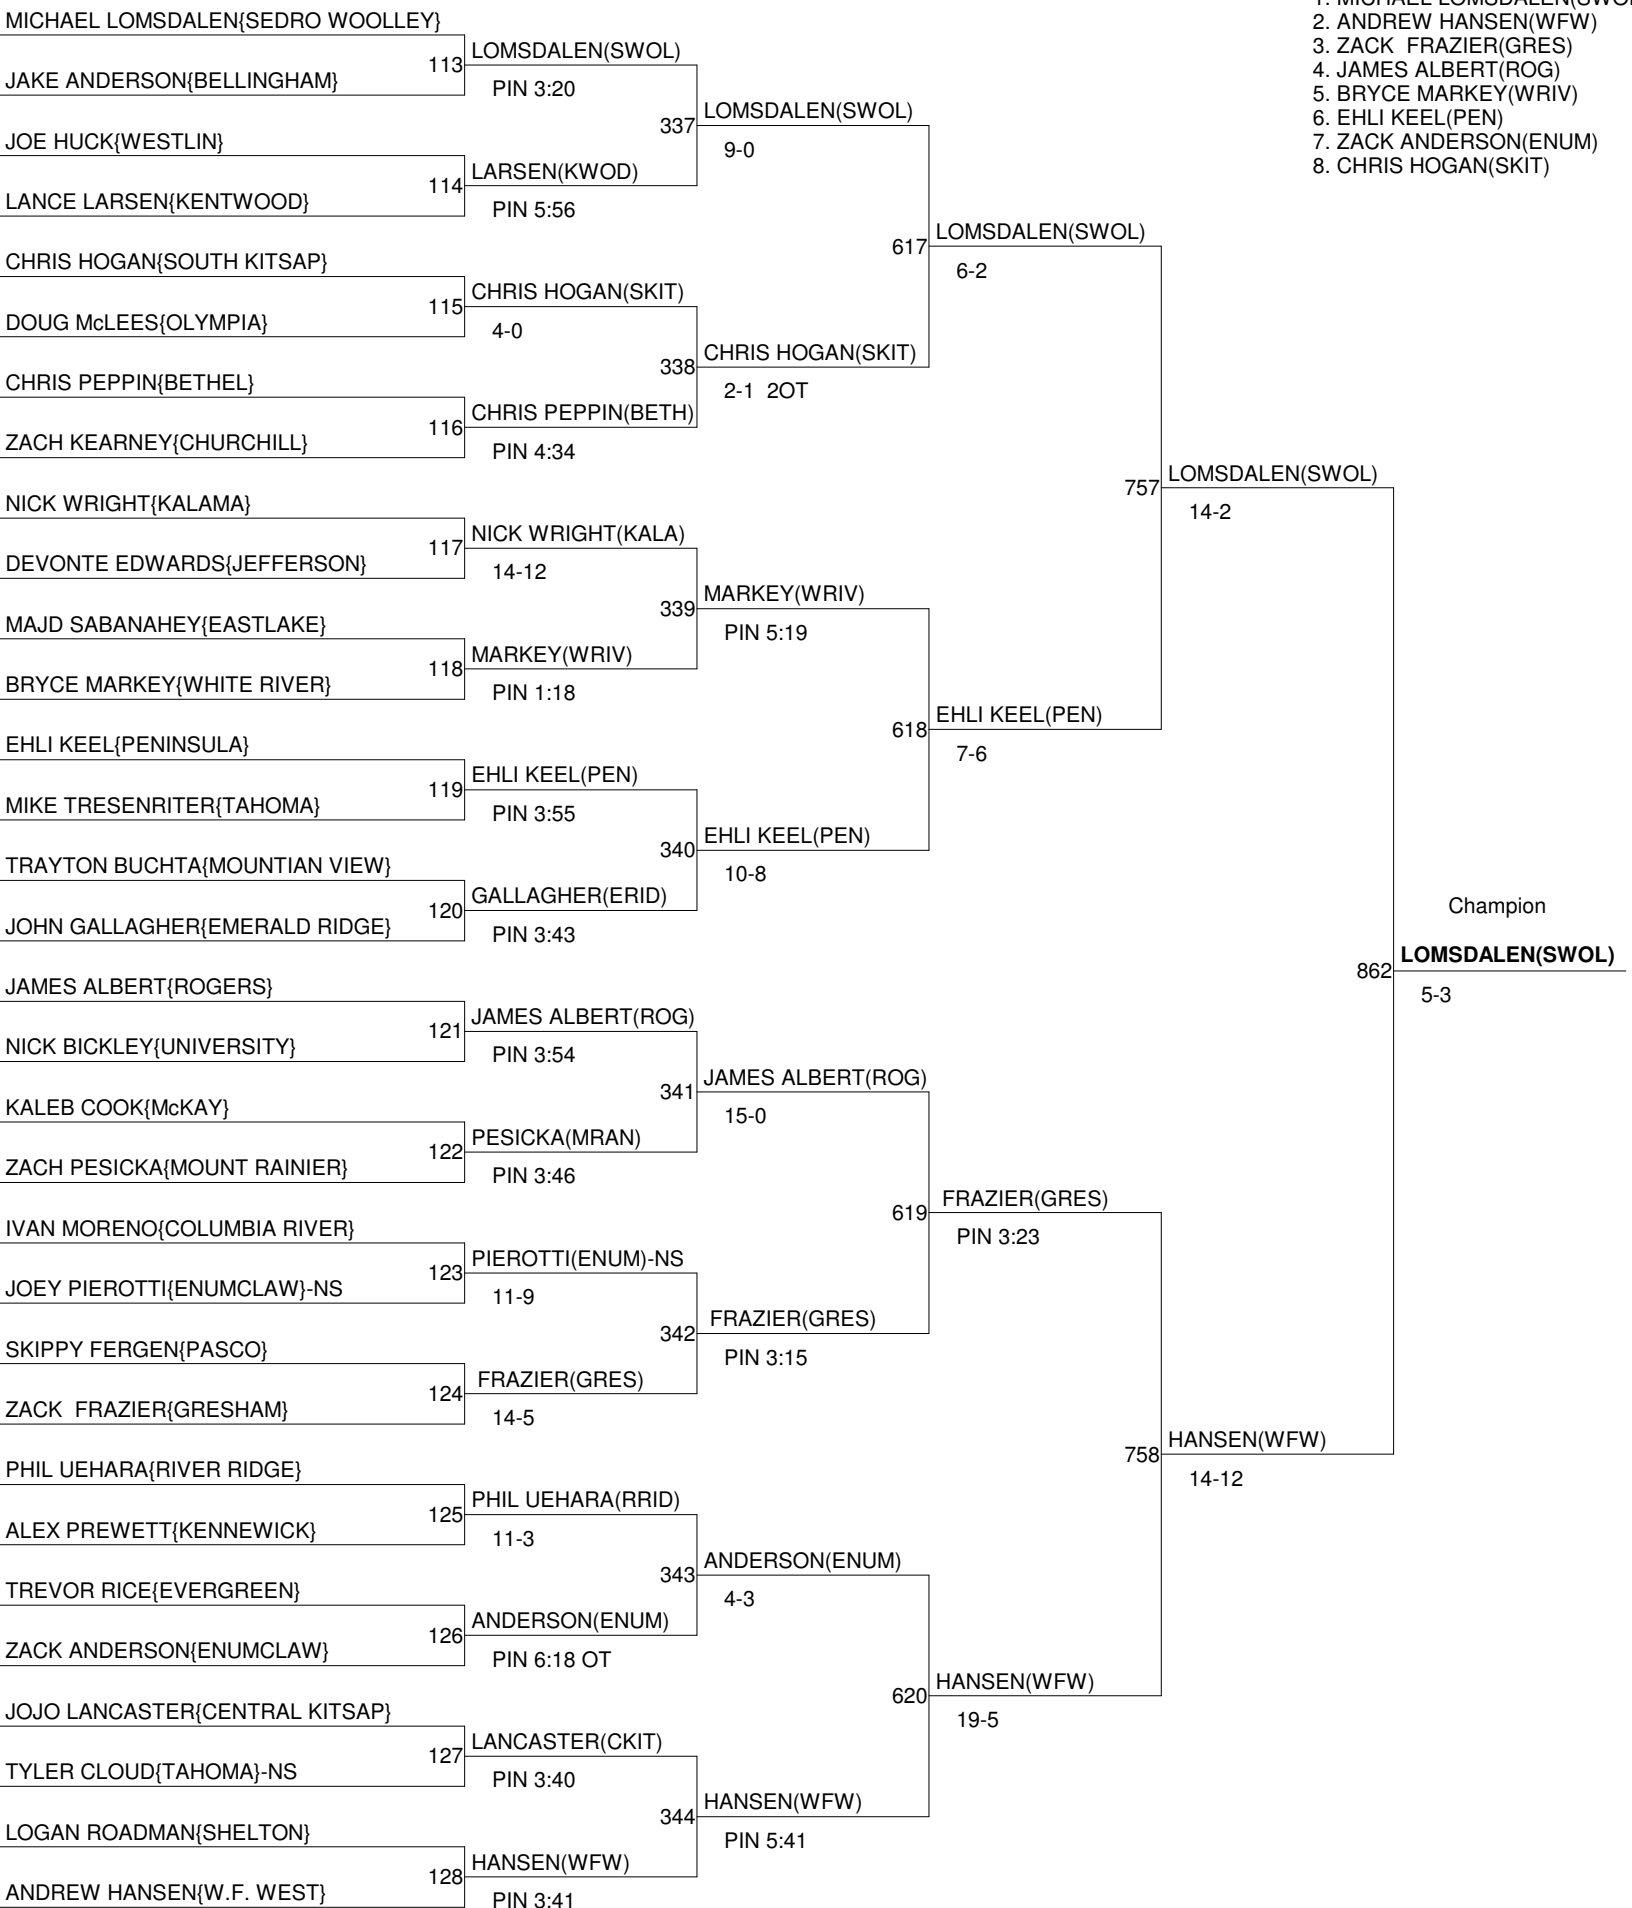 1. MICHAEL LOMSDALEN(SWOL
2. ANDREW HANSEN(WFW)
3. ZACK  FRAZIER(GRES)
4. JAMES ALBERT(ROG)
5. BRYCE MARKEY(WRIV)
6. EHLI KEEL(PEN)
7. ZACK ANDERSON(ENUM)
8. CHRIS HOGAN(SKIT)
MICHAEL LOMSDALEN{SEDRO WOOLLEY}
JAKE ANDERSON{BELLINGHAM}
JOE HUCK{WESTLIN}
LANCE LARSEN{KENTWOOD}
CHRIS HOGAN{SOUTH KITSAP}
DOUG McLEES{OLYMPIA}
CHRIS PEPPIN{BETHEL}
ZACH KEARNEY{CHURCHILL}
NICK WRIGHT{KALAMA}
DEVONTE EDWARDS{JEFFERSON}
MAJD SABANAHEY{EASTLAKE}
BRYCE MARKEY{WHITE RIVER}
EHLI KEEL{PENINSULA}
MIKE TRESENRITER{TAHOMA}
TRAYTON BUCHTA{MOUNTIAN VIEW}
JOHN GALLAGHER{EMERALD RIDGE}
JAMES ALBERT{ROGERS}
NICK BICKLEY{UNIVERSITY}
KALEB COOK{McKAY}
ZACH PESICKA{MOUNT RAINIER}
IVAN MORENO{COLUMBIA RIVER}
JOEY PIEROTTI{ENUMCLAW}-NS
SKIPPY FERGEN{PASCO}
ZACK  FRAZIER{GRESHAM}
PHIL UEHARA{RIVER RIDGE}
ALEX PREWETT{KENNEWICK}
TREVOR RICE{EVERGREEN}
ZACK ANDERSON{ENUMCLAW}
JOJO LANCASTER{CENTRAL KITSAP}
TYLER CLOUD{TAHOMA}-NS
LOGAN ROADMAN{SHELTON}
ANDREW HANSEN{W.F. WEST}
113 LOMSDALEN(SWOL)
PIN 3:20
114 LARSEN(KWOD)
PIN 5:56
115 CHRIS HOGAN(SKIT)
4-0
116 CHRIS PEPPIN(BETH)
PIN 4:34
117 NICK WRIGHT(KALA)
14-12
118 MARKEY(WRIV)
PIN 1:18
119 EHLI KEEL(PEN)
PIN 3:55
120 GALLAGHER(ERID)
PIN 3:43
121 JAMES ALBERT(ROG)
PIN 3:54
122 PESICKA(MRAN)
PIN 3:46
123 PIEROTTI(ENUM)-NS
11-9
124 FRAZIER(GRES)
14-5
125 PHIL UEHARA(RRID)
11-3
126 ANDERSON(ENUM)
PIN 6:18 OT
127 LANCASTER(CKIT)
PIN 3:40
128 HANSEN(WFW)
PIN 3:41
337 LOMSDALEN(SWOL)
9-0
338 CHRIS HOGAN(SKIT)
2-1  2OT
339 MARKEY(WRIV)
PIN 5:19
340 EHLI KEEL(PEN)
10-8
341 JAMES ALBERT(ROG)
15-0
342 FRAZIER(GRES)
PIN 3:15
343 ANDERSON(ENUM)
4-3
344 HANSEN(WFW)
PIN 5:41
617 LOMSDALEN(SWOL)
6-2
618 EHLI KEEL(PEN)
7-6
619 FRAZIER(GRES)
PIN 3:23
620 HANSEN(WFW)
19-5
757 LOMSDALEN(SWOL)
14-2
758 HANSEN(WFW)
14-12
Champion
862 LOMSDALEN(SWOL)
5-3